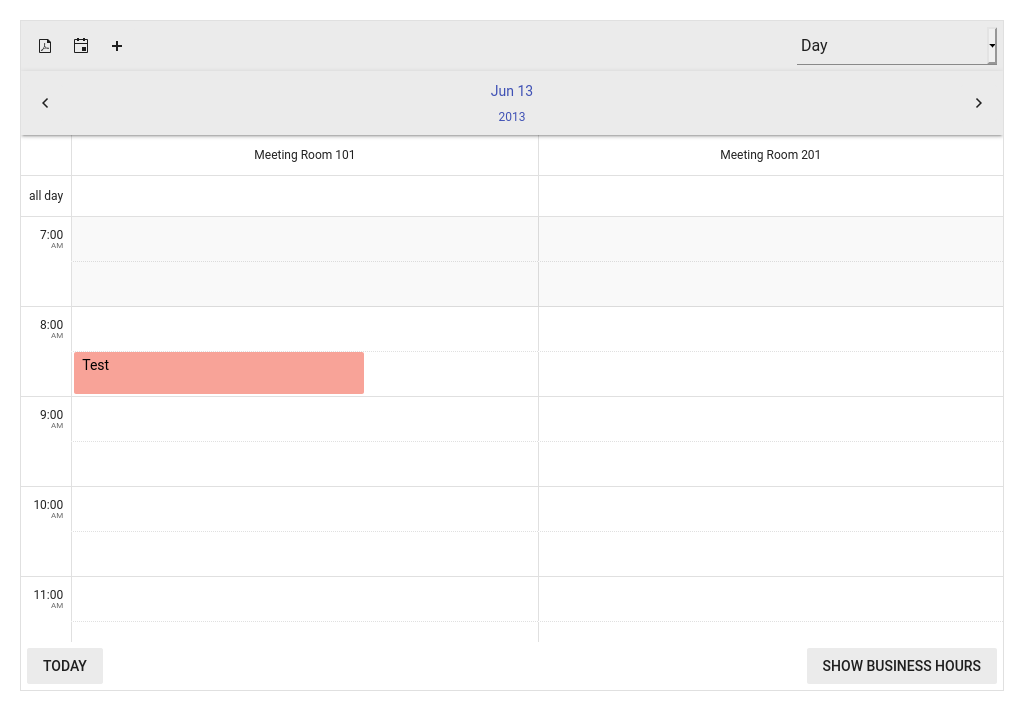 Day
Jun 13
2013
Meeting Room 101
Meeting Room 201
all day
7:00
AM
8:00
AM
Test
9:00
AM
10:00
AM
11:00
AM
TODAY
SHOW BUSINESS HOURS